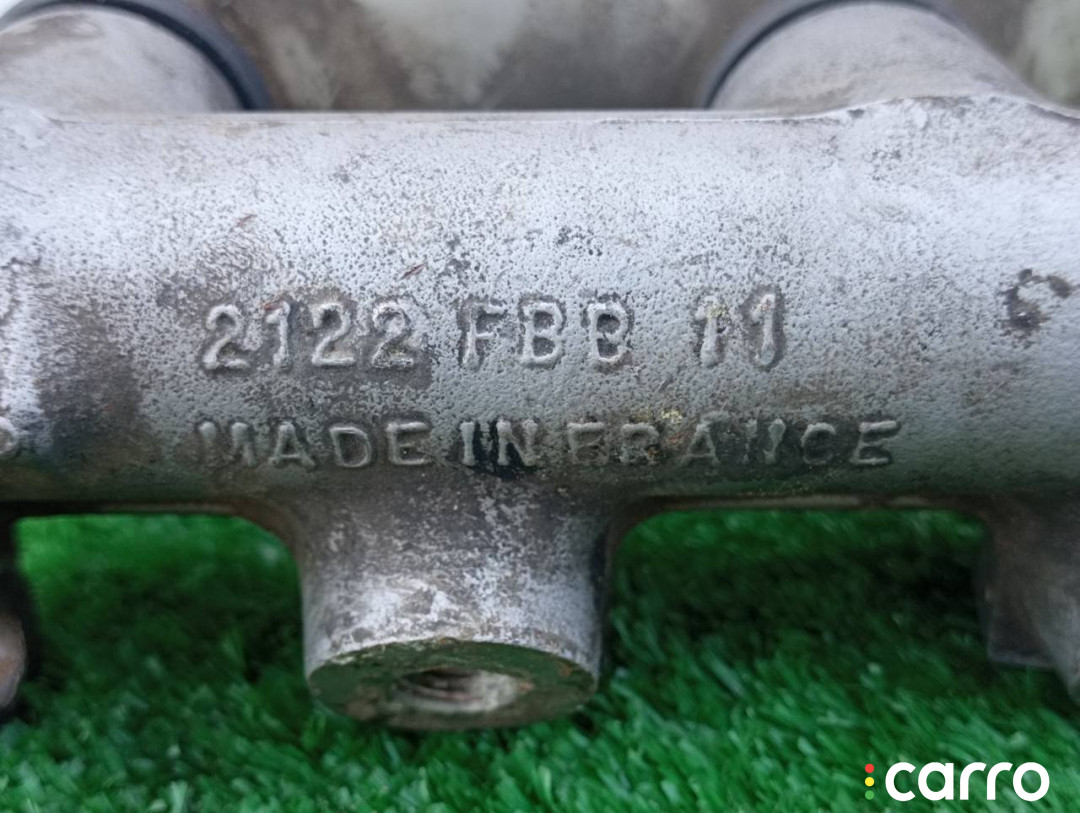 2122 FBB 11
MADE IN FRANCE
carro